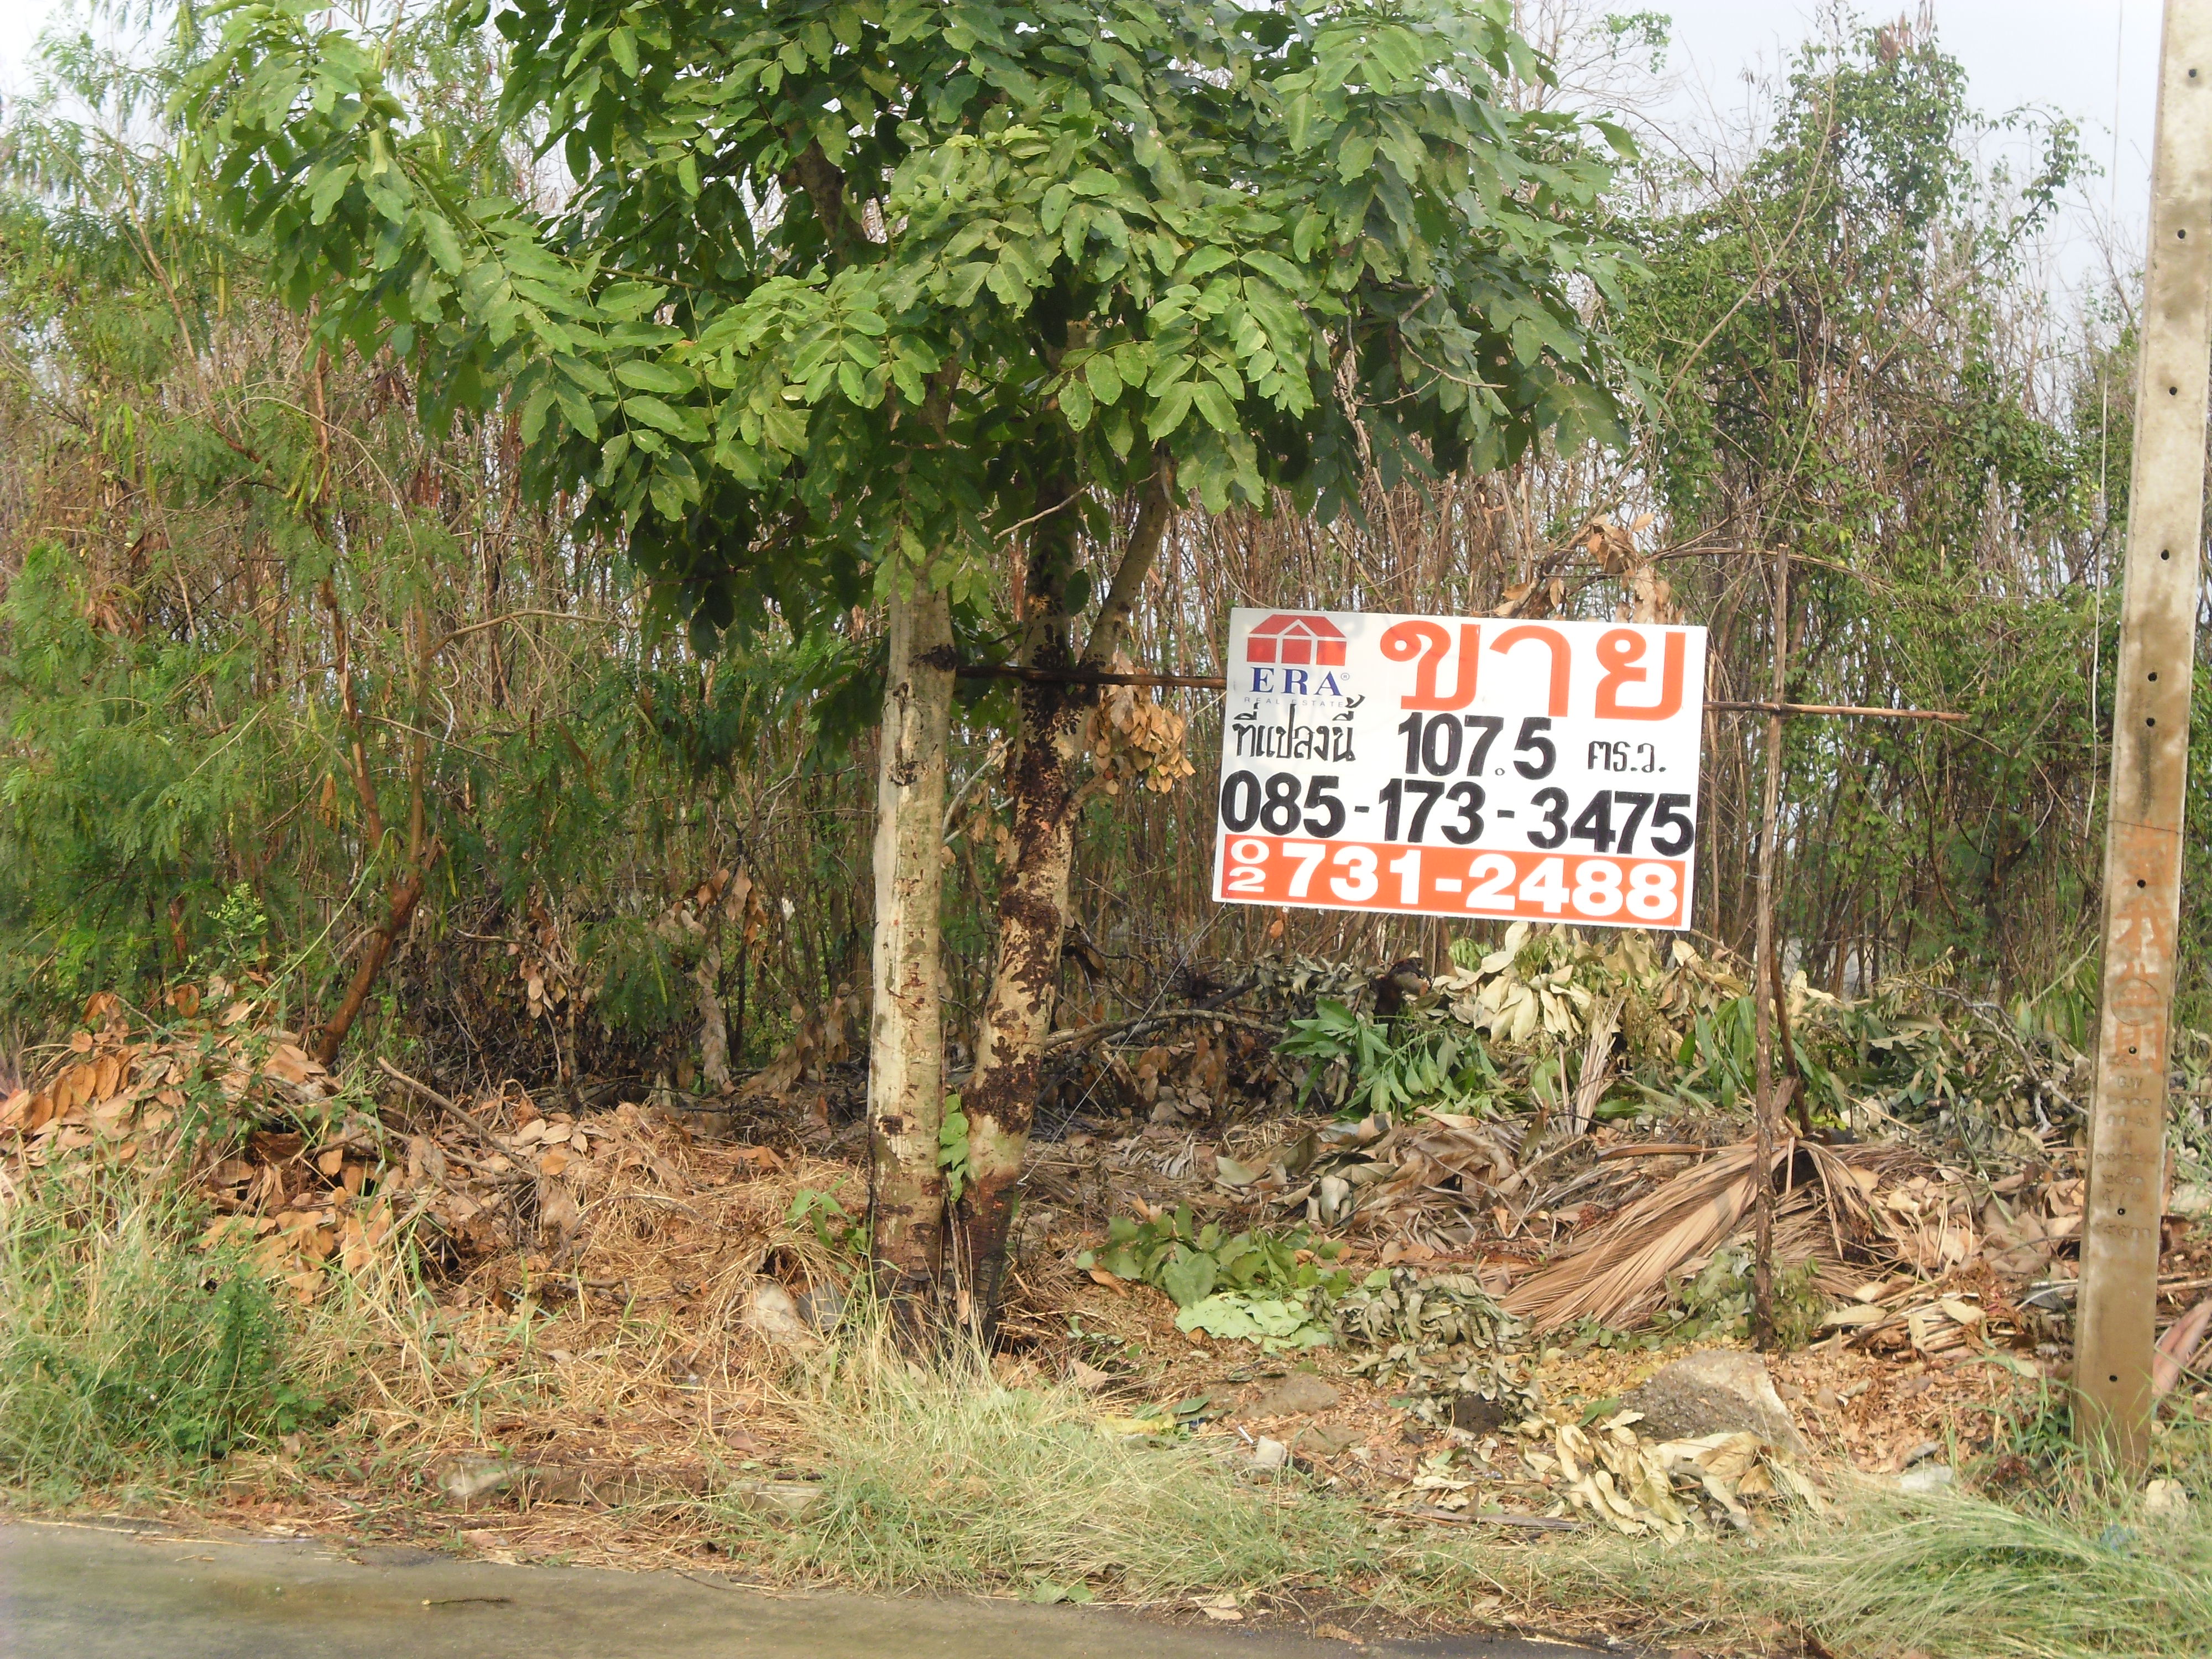 ERA®
REAL ESTATE
ขาย
ที่แปลงนี้ 107.5 ตร.ว.
085-173-3475
02 731-2488